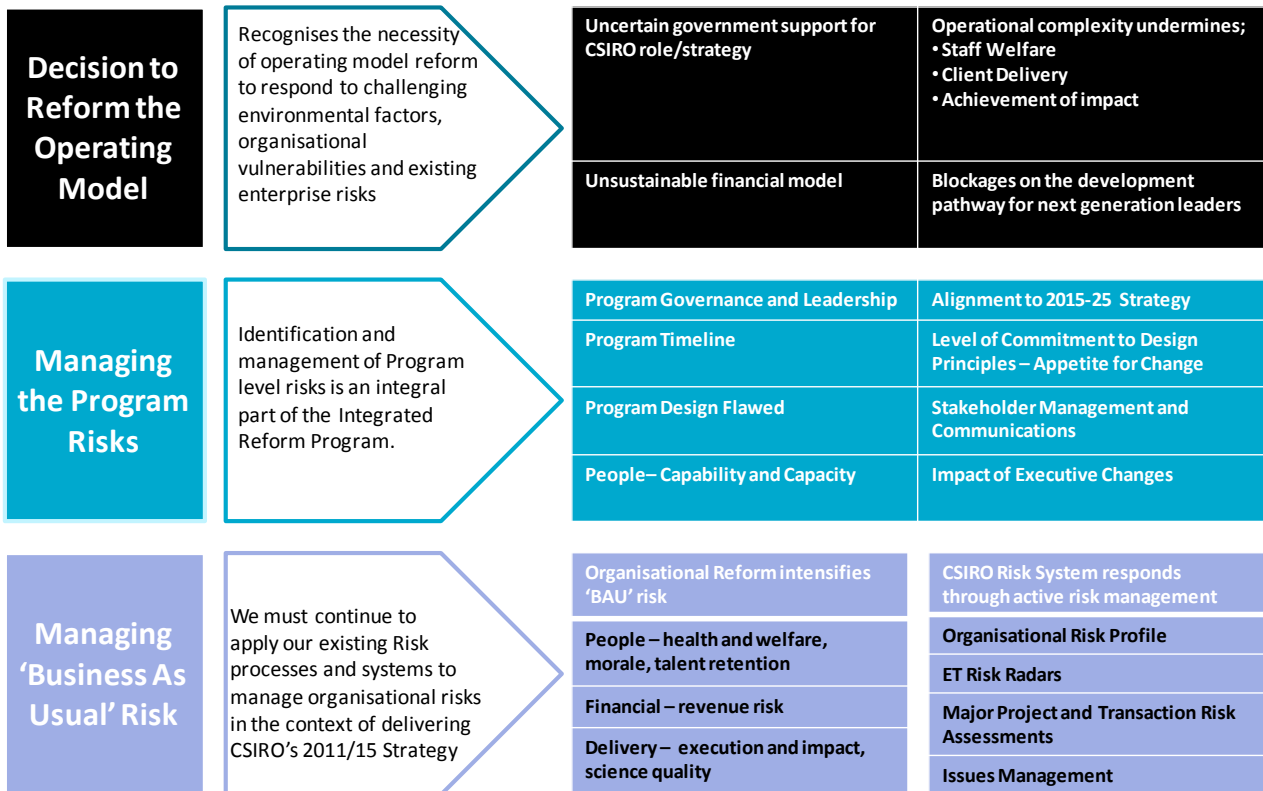 Decision to
Reform the
Operating
Model
Recognises the necessity
of operating model reform
to respond to challenging
environmental factors,
organisational
vulnerabilities and existing
enterprise risks
Uncertain government support for
CSIRO role/strategy
Operational complexity undermines;
• Staff Welfare
• Client Delivery
• Achievement of impact
Unsustainable financial model
Blockages on the development
pathway for next generation leaders
Managing
the Program
Risks
Identification and
management of Program
level risks is an integral
part of the Integrated
Reform Program.
Program Governance and Leadership
Alignment to 2015-25 Strategy
Program Timeline
Level of Commitment to Design
Principles – Appetite for Change
Program Design Flawed
Stakeholder Management and
Communications
People– Capability and Capacity
Impact of Executive Changes
Managing
‘Business As
Usual’ Risk
We must continue to
apply our existing Risk
processes and systems to
manage organisational risks
in the context of delivering
CSIRO’s 2011/15 Strategy
Organisational Reform intensifies
‘BAU’ risk
People – health and welfare,
morale, talent retention
Financial – revenue risk
Delivery – execution and impact,
science quality
CSIRO Risk System responds
through active risk management
Organisational Risk Profile
ET Risk Radars
Major Project and Transaction Risk
Assessments
Issues Management